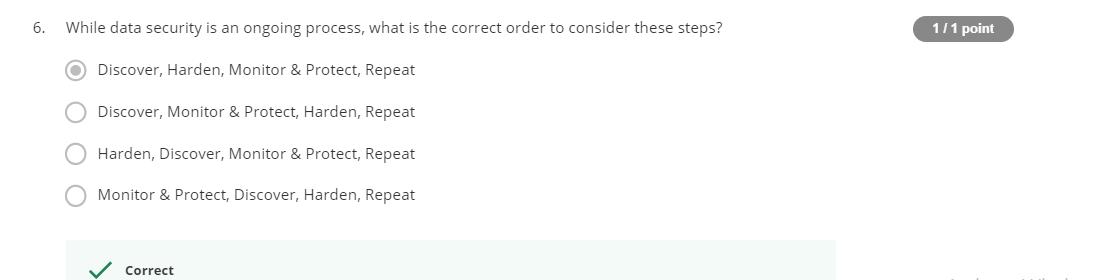 6. While data security is an ongoing process, what is the correct order to consider these steps?
1 / 1 point
Discover, Harden, Monitor & Protect, Repeat
Discover, Monitor & Protect, Harden, Repeat
Harden, Discover, Monitor & Protect, Repeat
Monitor & Protect, Discover, Harden, Repeat
Correct